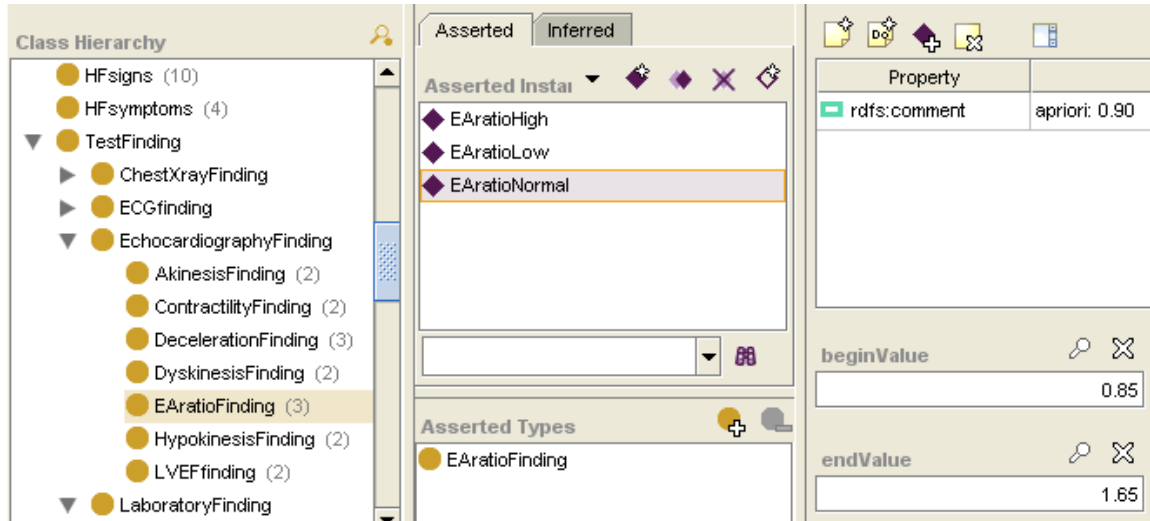 Class Hierarchy
HFsigns (10)
HFsymptoms (4)
TestFinding
ChestXrayFinding
ECGfinding
EchocardiographyFinding
AkinesisFinding (2)
ContractilityFinding (2)
DecelerationFinding (3)
DyskinesisFinding (2)
EAratioFinding (3)
HypokinesisFinding (2)
LVEFfinding (2)
LaboratoryFinding
Asserted Inferred
Asserted Instai
EAratioHigh
EAratioLow
EAratioNormal
Asserted Types
EAratioFinding
Property
rdfs:comment apriori: 0.90
beginValue
0.85
endValue
1.65